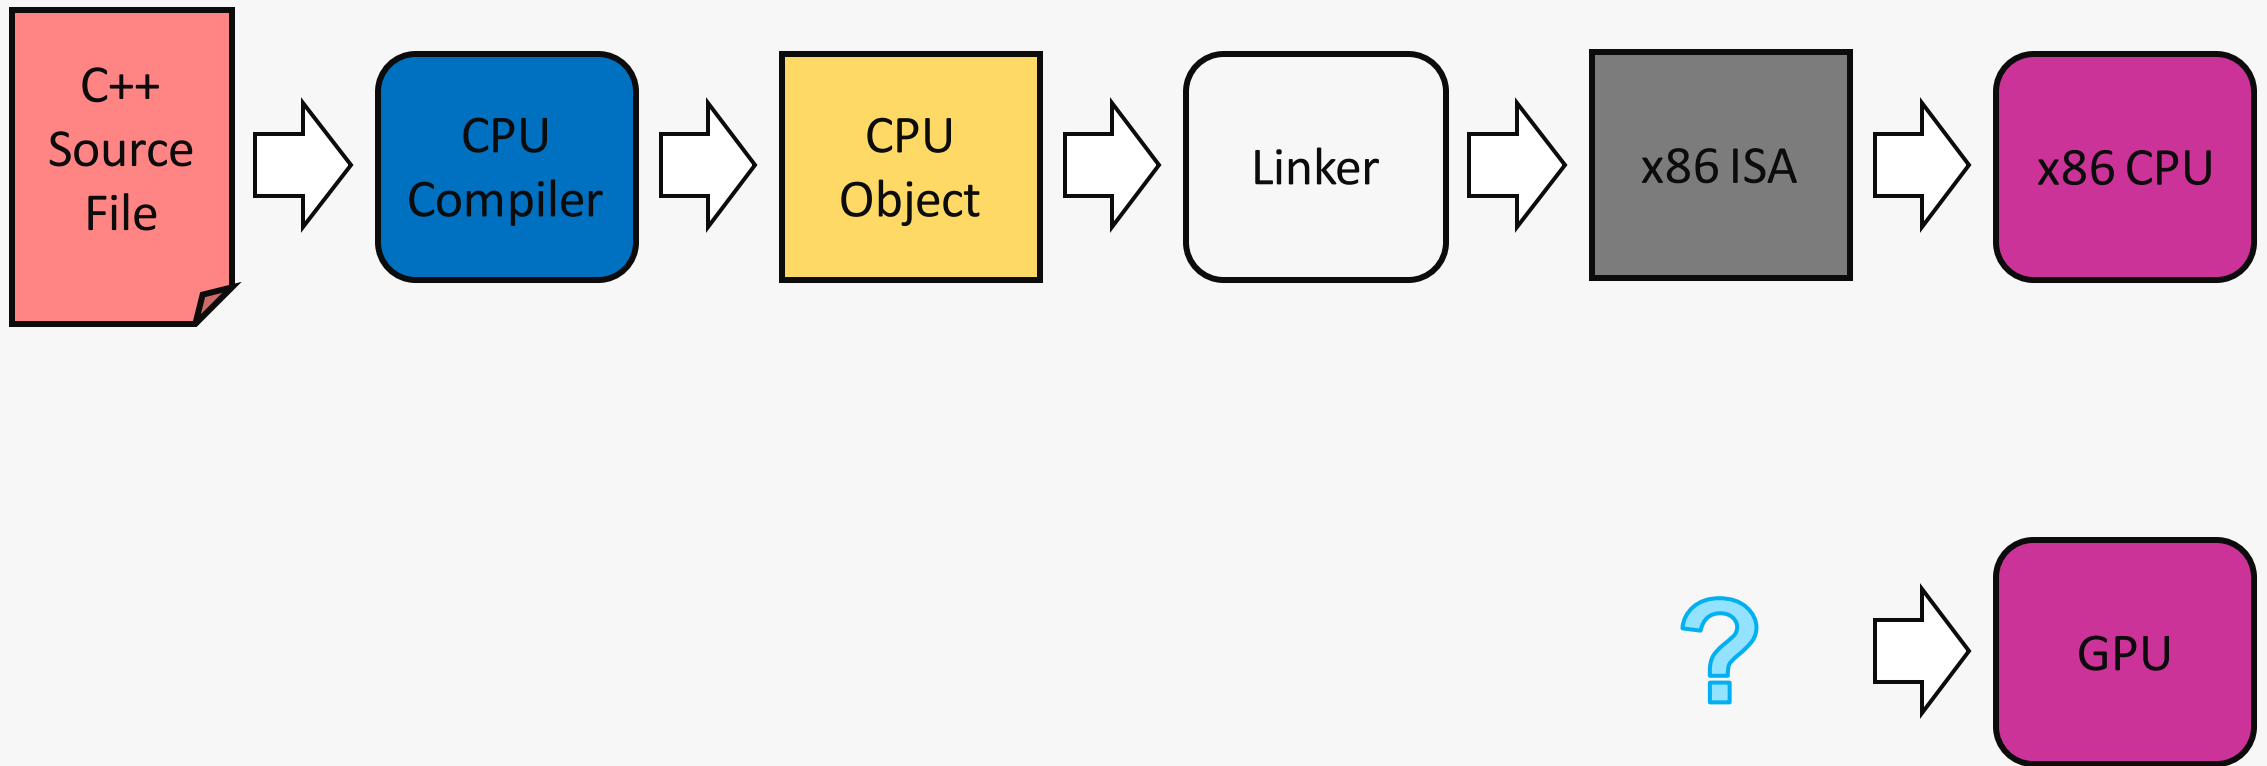 C++
Source
File
CPU
Compiler
CPU
Object
Linker
x86 ISA
x86 CPU
?
GPU